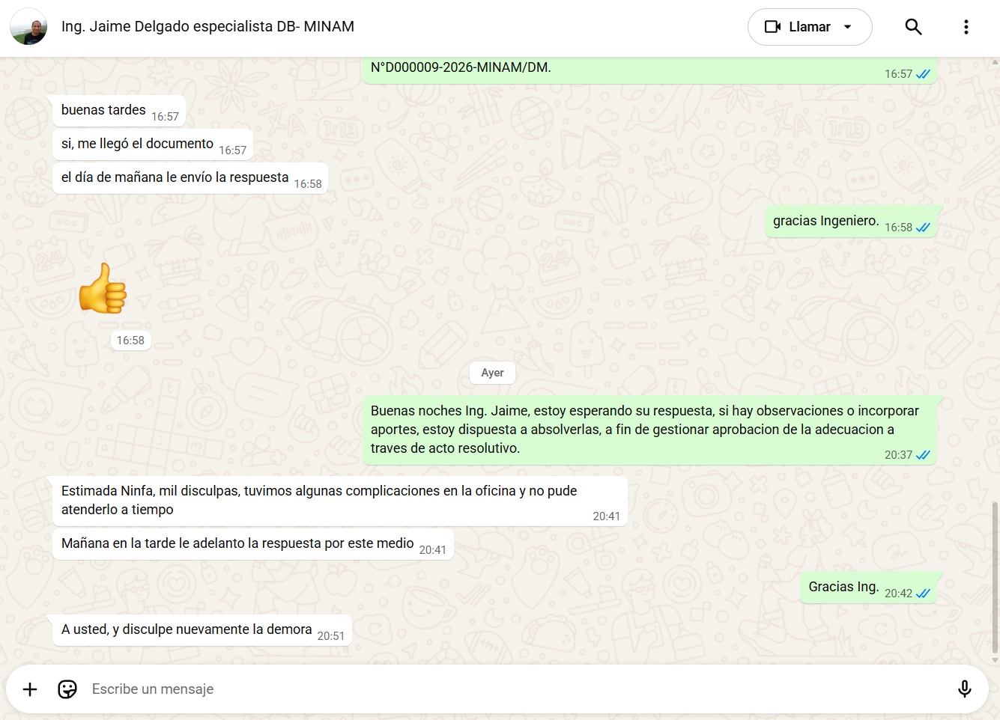 Ing. Jaime Delgado especialista DB- MINAM
Llamar
N°D000009-2026-MINAM/DM.
16:57
buenas tardes 16:57
si, me llegó el documento 16:57
el día de mañana le envío la respuesta 16:58
gracias Ingeniero. 16:58
16:58
Ayer
Buenas noches Ing. Jaime, estoy esperando su respuesta, si hay observaciones o incorporar
aportes, estoy dispuesta a absolverlas, a fin de gestionar aprobacion de la adecuacion a
traves de acto resolutivo.
20:37
Estimada Ninfa, mil disculpas, tuvimos algunas complicaciones en la oficina y no pude
atenderlo a tiempo
20:41
Mañana en la tarde le adelanto la respuesta por este medio 20:41
Gracias Ing. 20:42
A usted, y disculpe nuevamente la demora 20:51
Escribe un mensaje